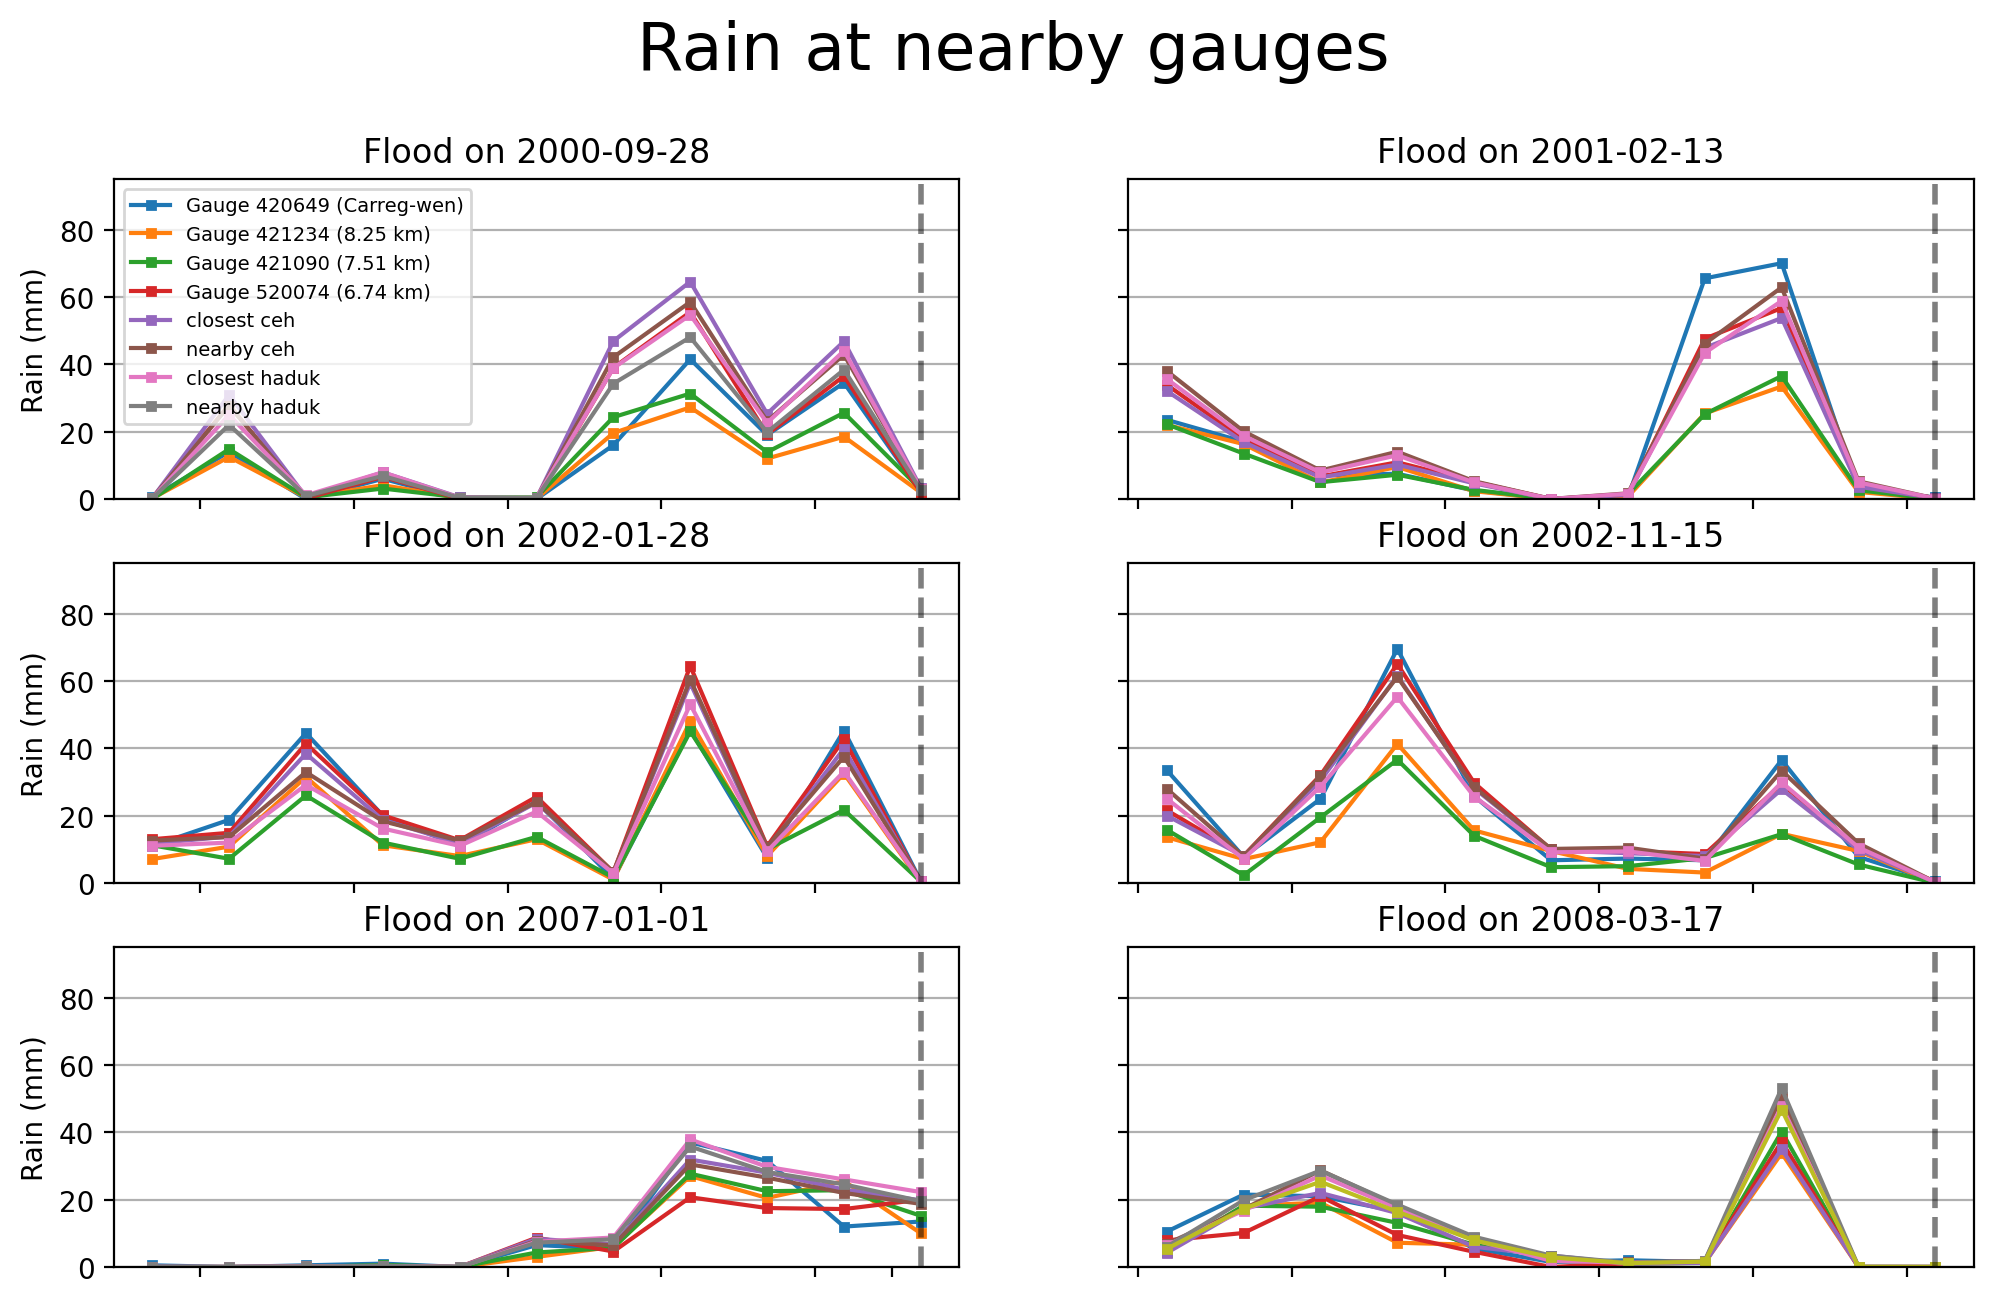 Rain at nearby gauges
Flood on 2000-09-28
Rain (mm)
80
60
40
20
0
Gauge 420649 (Carreg-wen)
Gauge 421234 (8.25 km)
Gauge 421090 (7.51 km)
Gauge 520074 (6.74 km)
closest ceh
nearby ceh
closest haduk
nearby haduk
Flood on 2001-02-13
Flood on 2002-01-28
Rain (mm)
80
60
40
20
0
Flood on 2002-11-15
Flood on 2007-01-01
Rain (mm)
80
60
40
20
0
Flood on 2008-03-17